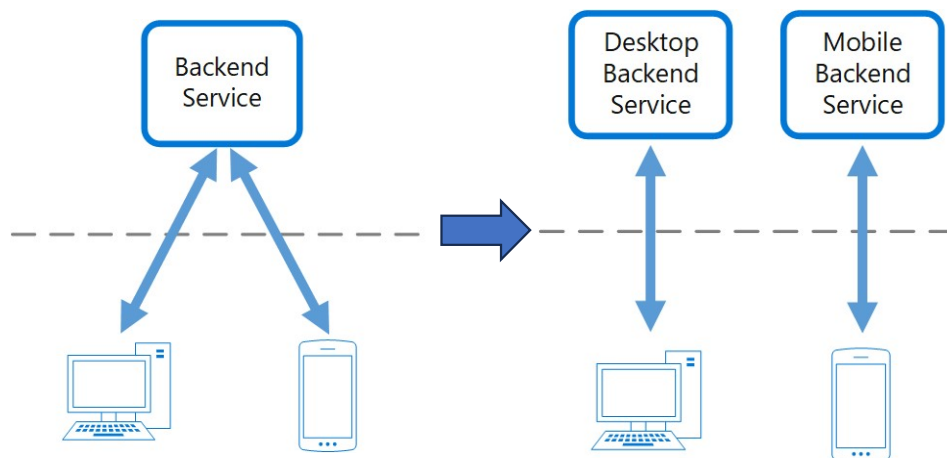 Backend
Service
Desktop
Backend
Service
Mobile
Backend
Service